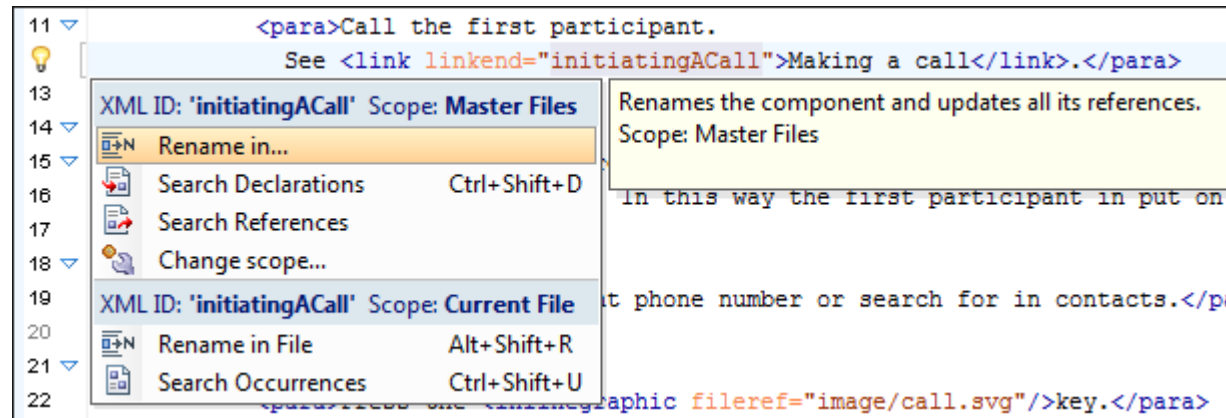 11 <para>Call the first participant.
See <link linkend="initiatingACall">Making a call</link>.</para>
13
XML ID: 'initiatingACall' Scope: Master Files
Renames the component and updates all its references.
Scope: Master Files
14
Rename in...
15
Search Declarations Ctrl+Shift+D
16 In this way the first participant in put on
Search References
17
18 Change scope...
19 XML ID: 'initiatingACall' Scope: Current File phone number or search for in contacts.</p
20
Rename in File Alt+Shift+R
21
Search Occurrences Ctrl+Shift+U
22 fileref="image/call.svg"/>key.</para>